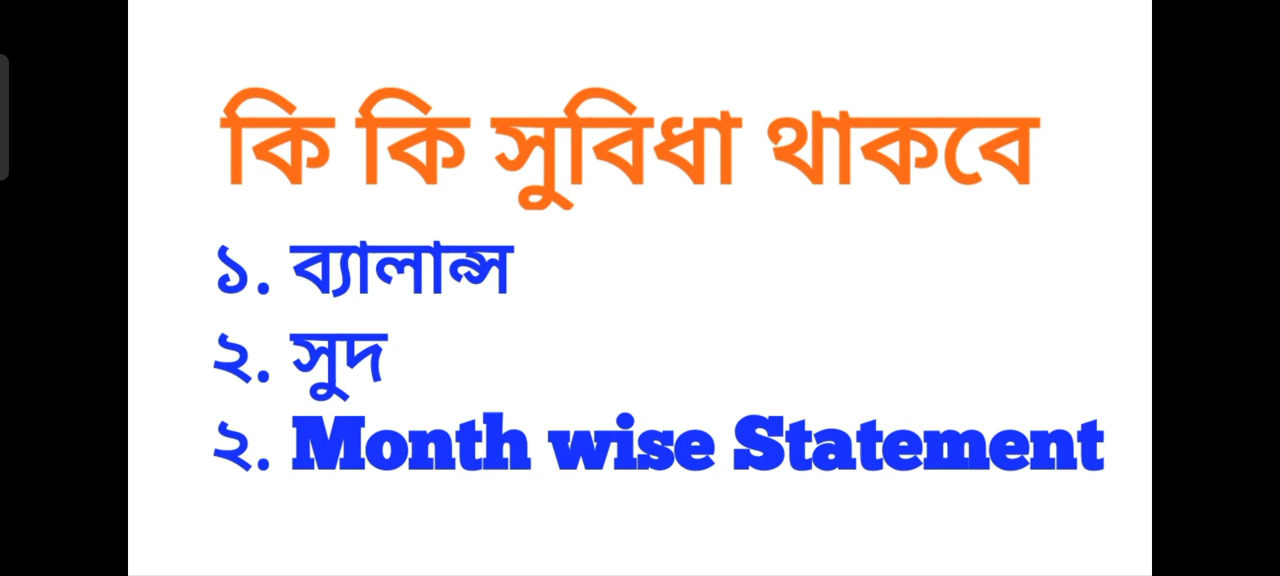 কি কি সুবিধা থাকবে
১. ব্যালান্স
২. সুদ
২. Month wise Statement